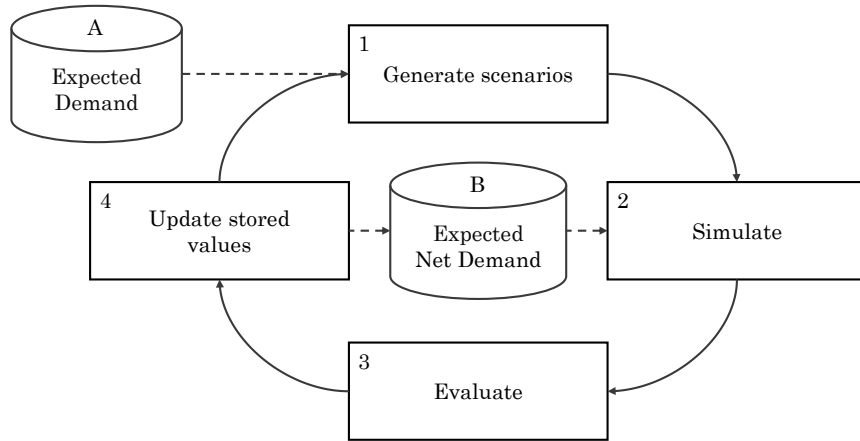 A
Expected
Demand
1
Generate scenarios
4
Update stored
values
B
Expected
Net Demand
2
Simulate
3
Evaluate